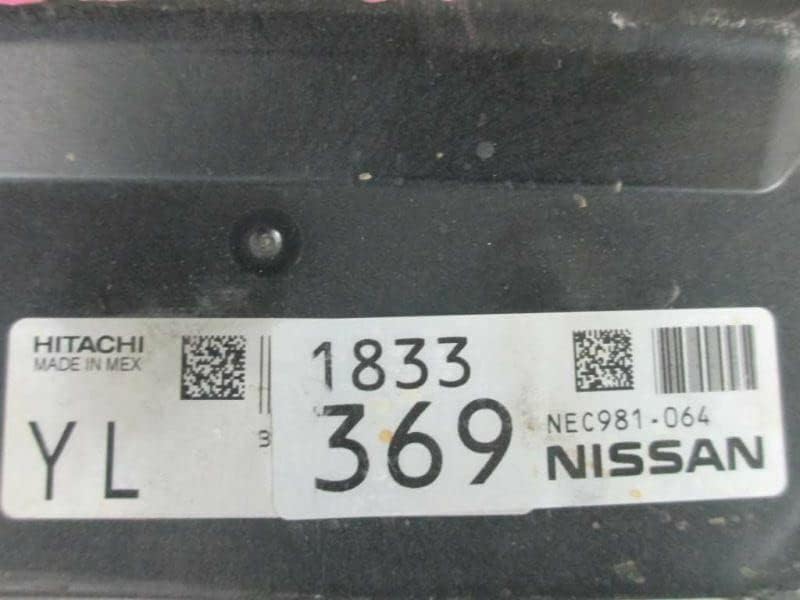 HITACHI
MADE IN MEX
YL
1833
369
NEC981-064
NISSAN